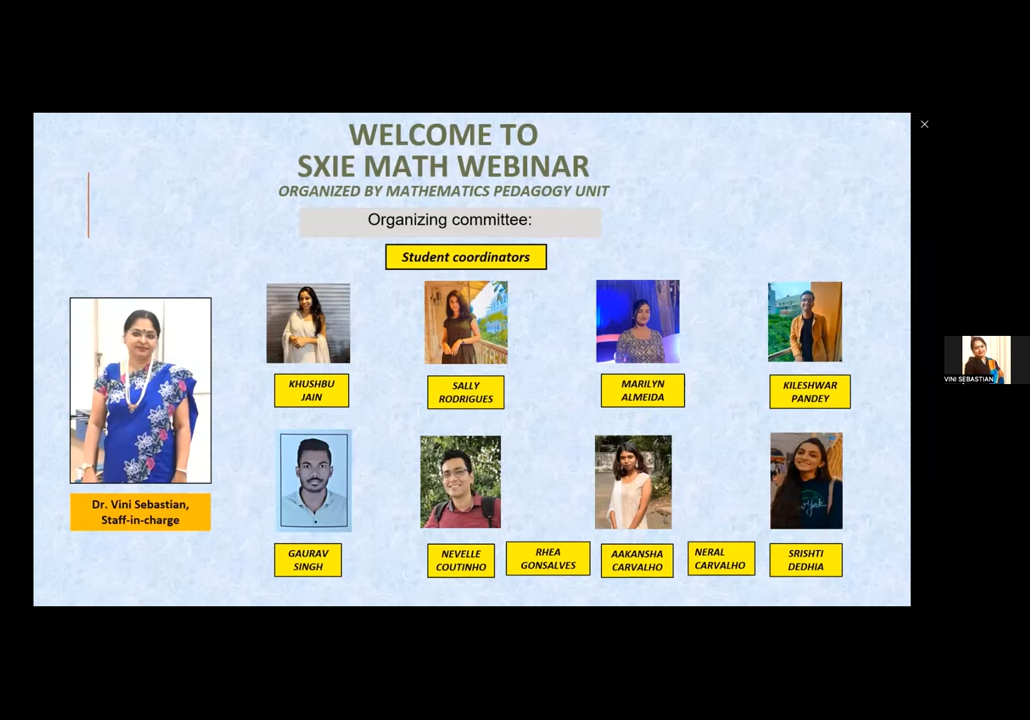 WELCOME TO
SXIE MATH WEBINAR
ORGANIZED BY MATHEMATICS PEDAGOGY UNIT
Organizing committee:
Student coordinators
KHUSHBU
JAIN
SALLY
RODRIGUES
MARILYN
ALMEIDA
KILESHWAR
PANDEY
Dr. Vini Sebastian,
Staff-in-charge
GAURAV
SINGH
NEVELLE
COUTINHO
RHEA
GONSALVES
AAKANSHA
CARVALHO
NERAL
CARVALHO
SRISHTI
DEDHIA
VINI SEBASTIAN